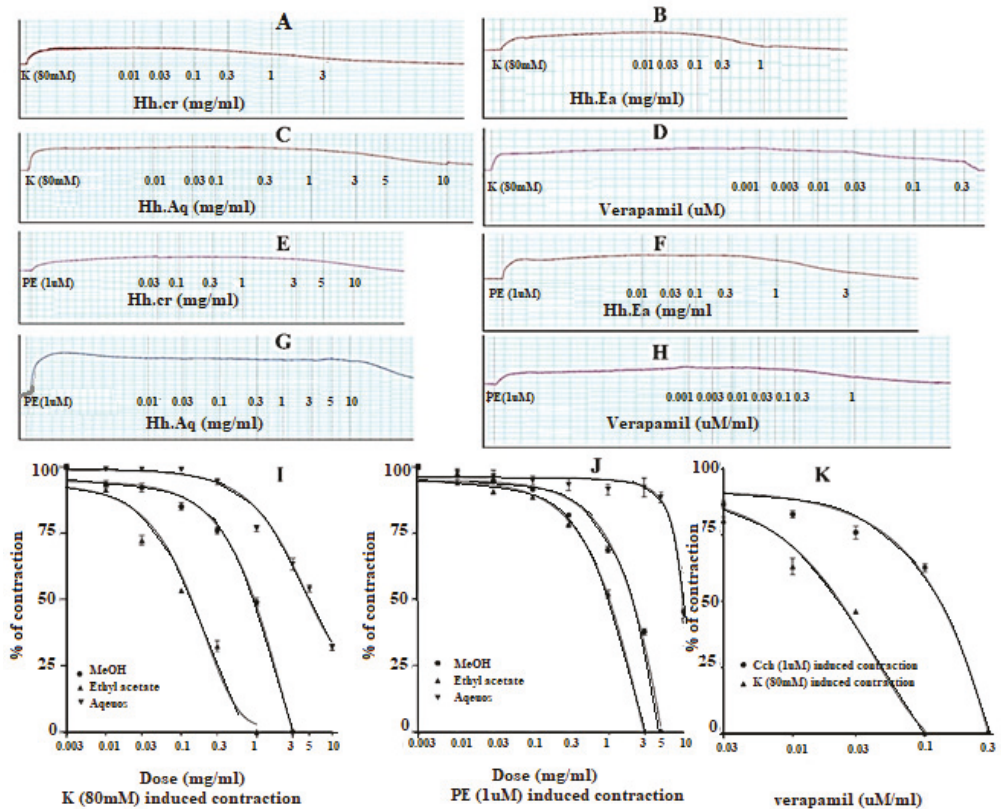 A
K (80mM) 0.01 0.03 0.1 0.3 1 3
Hh.cr (mg/ml)
B
K (80mM) 0.01 0.03 0.1 0.3 1
Hh.Ea (mg/ml)
C
K (80mM) 0.01 0.03 0.1 0.3 1 3 5 10
Hh.Aq (mg/ml)
D
K (80mM) 0.001 0.003 0.01 0.03 0.1 0.3
Verapamil (uM)
E
PE (1uM) 0.03 0.1 0.3 1 3 5 10
Hh.cr (mg/ml)
F
PE (1uM) 0.01 0.03 0.1 0.3 1 3
Hh.Ea (mg/ml
G
PE(1uM) 0.01 0.03 0.1 0.3 1 3 5 10
Hh.Aq (mg/ml)
H
PE(1uM) 0.001 0.003 0.01 0.03 0.1 0.3 1
Verapamil (uM/ml)
I
% of contraction
100
75
50
25
0
MeOH
Ethyl acetate
Aqeuos
0.003 0.01 0.03 0.1 0.3 1 3 5 10
Dose (mg/ml)
K (80mM) induced contraction
J
% of contraction
100
75
50
25
0
MeOH
Ethyl acetate
Aqeuos
0.003 0.01 0.03 0.1 0.3 1 3 5 10
Dose (mg/ml)
PE (1uM) induced contraction
K
% of contraction
100
75
50
25
0
Cch (1uM) induced contraction
K (80mM) induced contraction
0.03 0.01 0.03 0.1 0.3
verapamil (uM/ml)